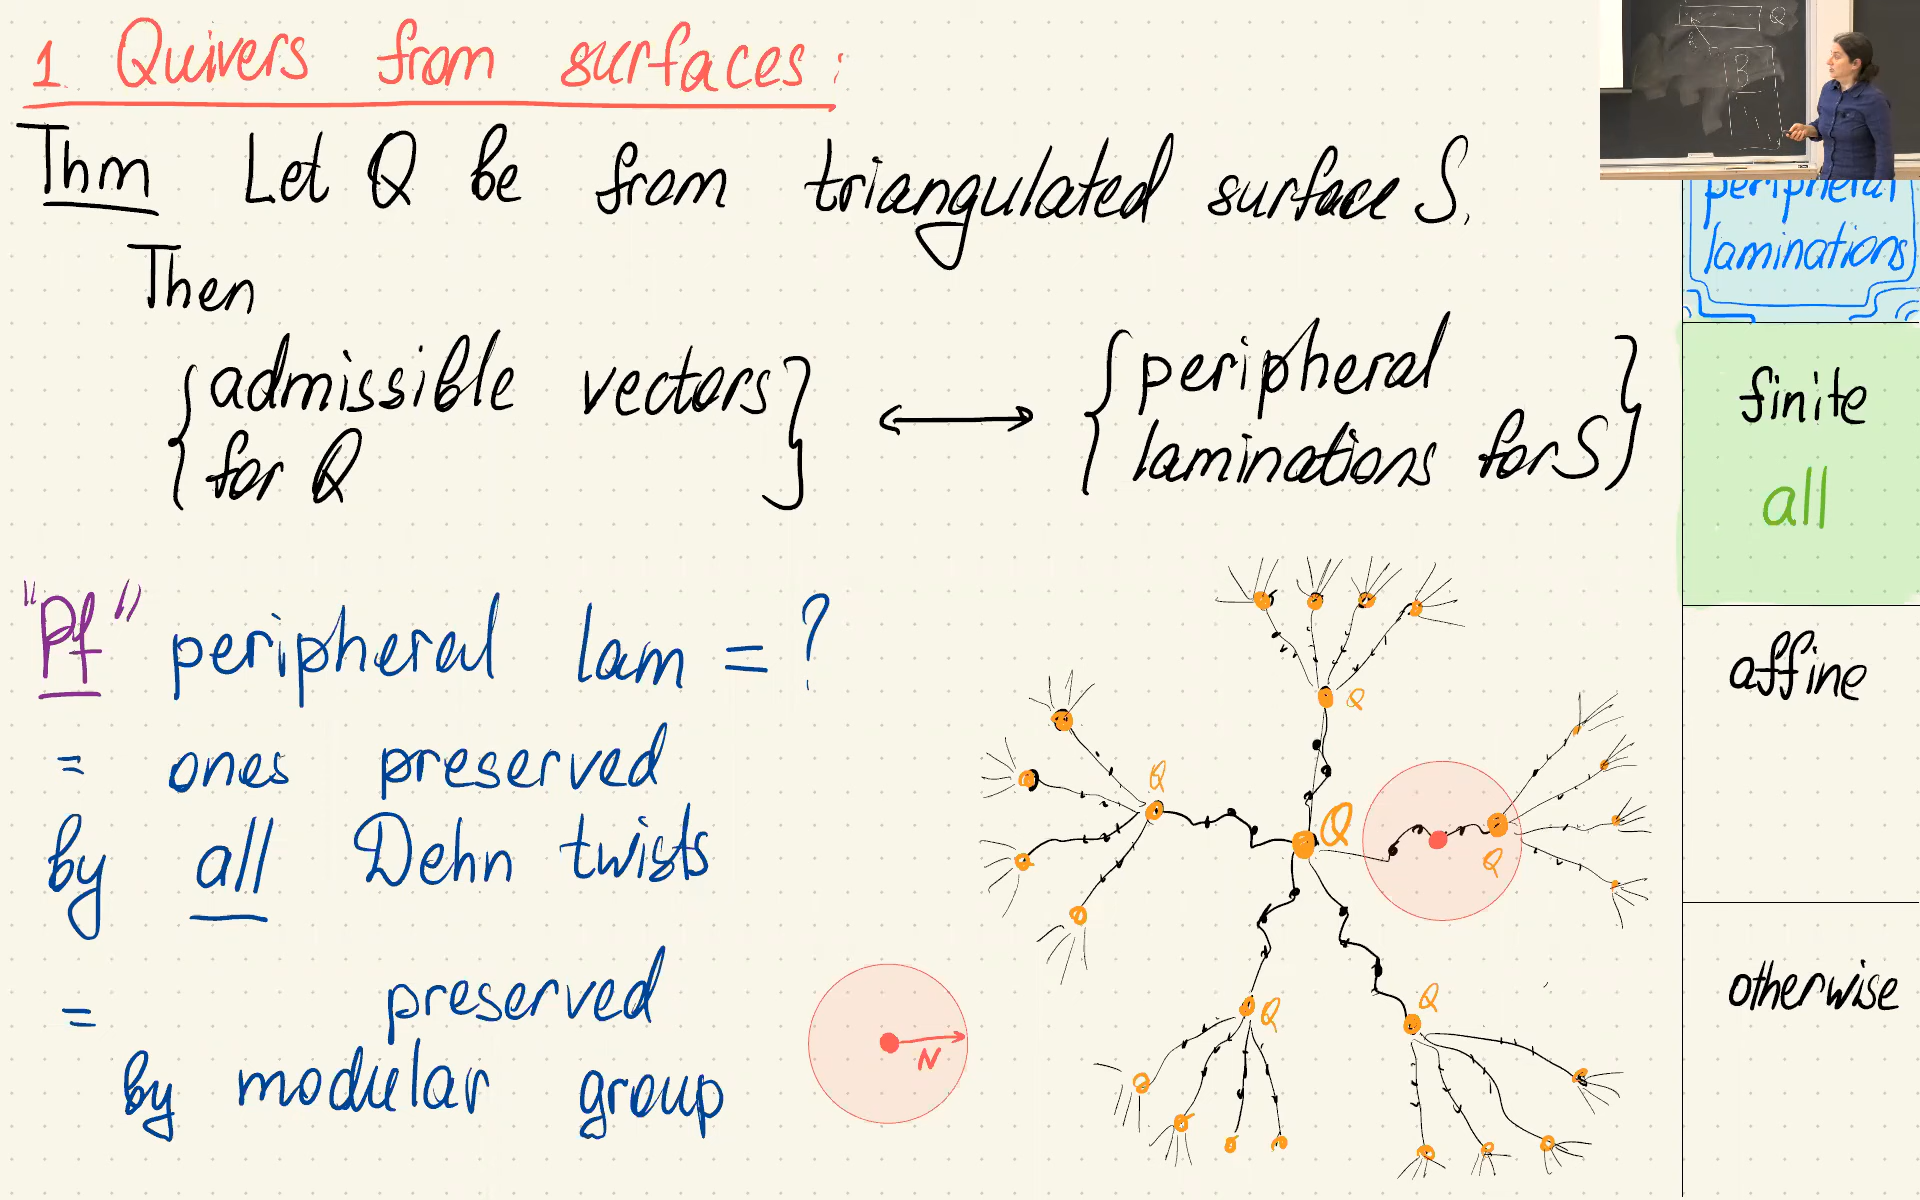 1 Quivers from surfaces:
Thm Let Q be from triangulated surface S.
Then
{admissible vectors for Q} ↔ {peripheral laminations for S}
"Pf" peripheral lam = ?
= ones preserved
by all Dehn twists
= preserved
by modular group
N
Q
Q
Q
Q
Q
Q
peripheral
laminations
finite
all
affine
otherwise
Q
B